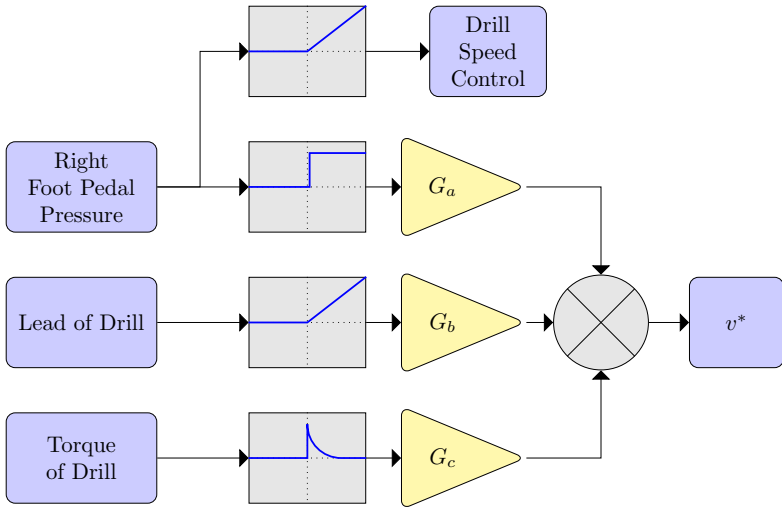 Drill
Speed
Control
Right
Foot Pedal
Pressure
G_a
Lead of Drill
G_b
v*
Torque
of Drill
G_c